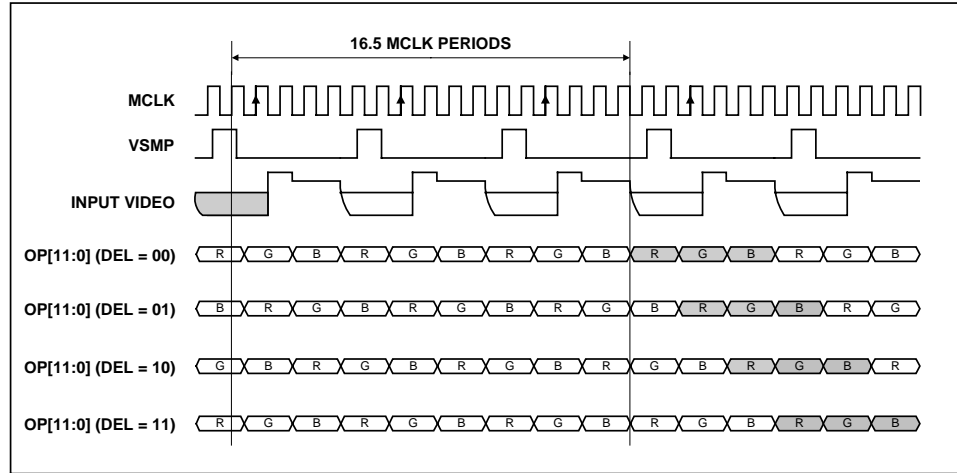 16.5 MCLK PERIODS
MCLK
VSMP
INPUT VIDEO
OP[11:0] (DEL = 00) R G B R G B R G B R G B R G B
OP[11:0] (DEL = 01) B R G B R G B R G B R G B R G
OP[11:0] (DEL = 10) G B R G B R G B R G B R G B R
OP[11:0] (DEL = 11) R G B R G B R G B R G B R G B